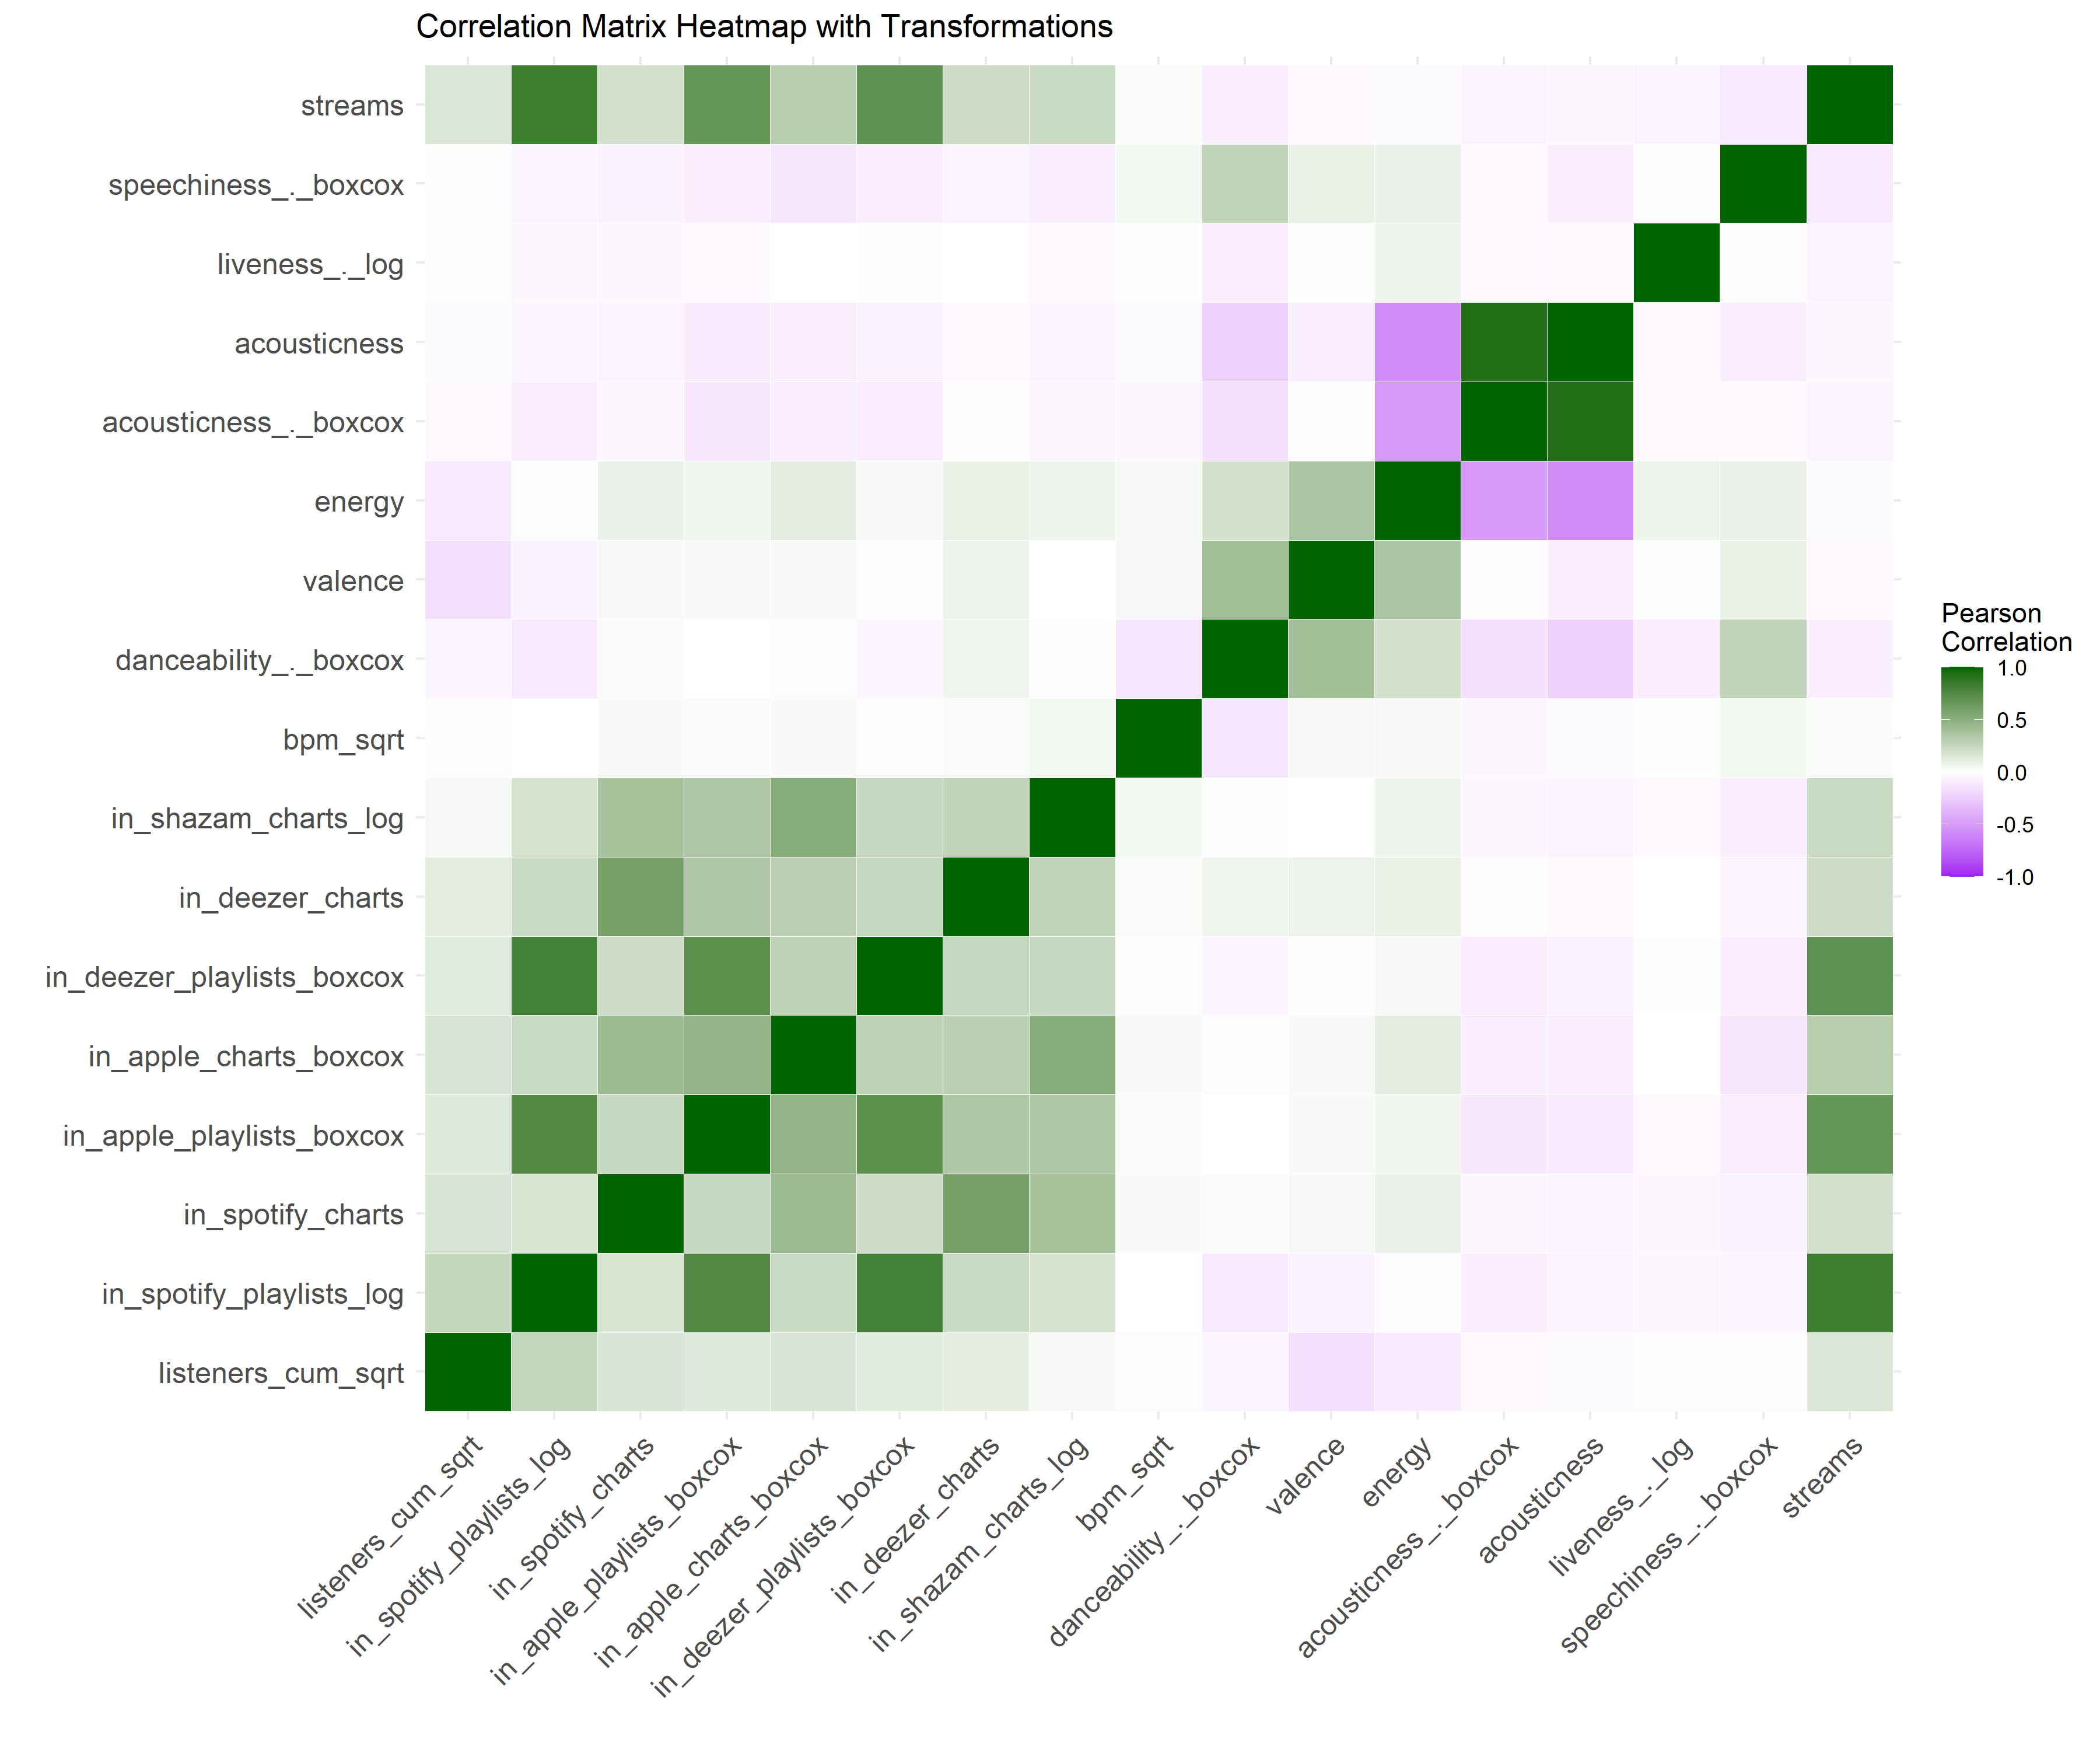 Correlation Matrix Heatmap with Transformations
streams
speechiness_._boxcox
liveness_._log
acousticness
acousticness_._boxcox
energy
valence
danceability_._boxcox
bpm_sqrt
in_shazam_charts_log
in_deezer_charts
in_deezer_playlists_boxcox
in_apple_charts_boxcox
in_apple_playlists_boxcox
in_spotify_charts
in_spotify_playlists_log
listeners_cum_sqrt
listeners_cum_sqrt
in_spotify_playlists_log
in_spotify_charts
in_apple_playlists_boxcox
in_apple_charts_boxcox
in_deezer_playlists_boxcox
in_deezer_charts
in_shazam_charts_log
bpm_sqrt
danceability_._boxcox
valence
energy
acousticness_._boxcox
acousticness
liveness_._log
speechiness_._boxcox
streams
Pearson
Correlation
1.0
0.5
0.0
-0.5
-1.0